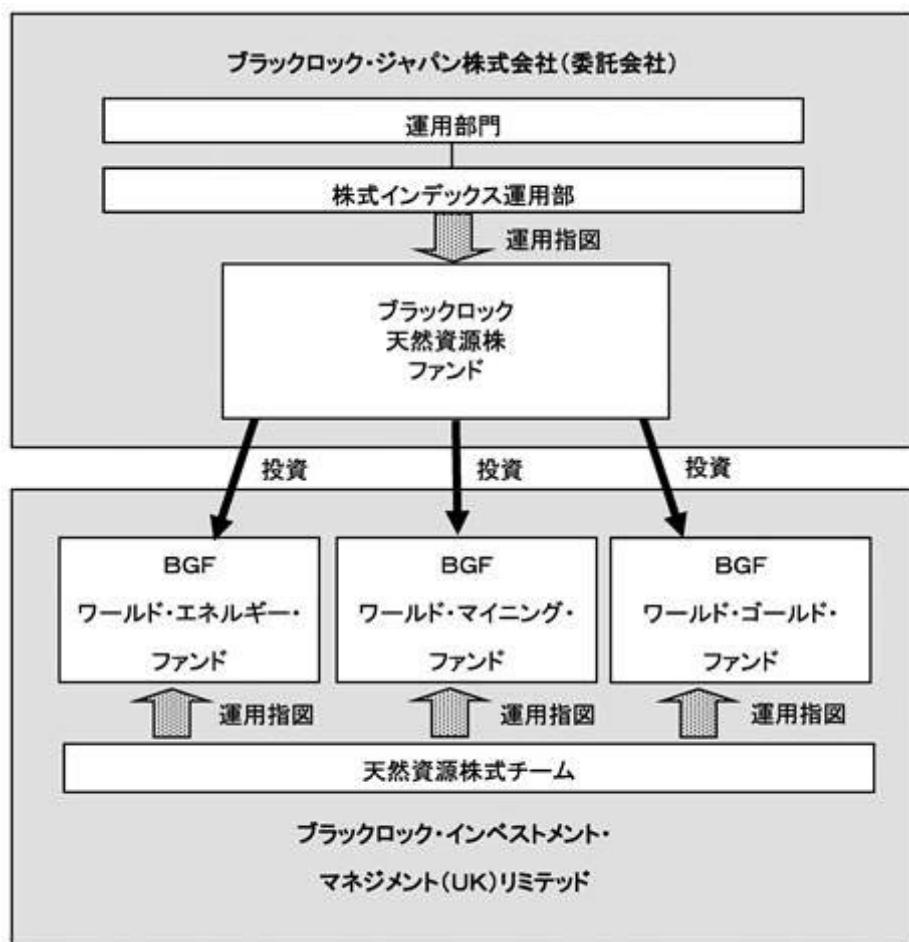 ブラックロック・ジャパン株式会社（委託会社）
運用部門
株式インデックス運用部
運用指図
ブラックロック
天然資源株
ファンド
投資
投資
投資
ＢＧＦ
ワールド・エネルギー・
ファンド
ＢＧＦ
ワールド・マイニング・
ファンド
ＢＧＦ
ワールド・ゴールド・
ファンド
運用指図
運用指図
運用指図
天然資源株式チーム
ブラックロック・インベストメント・
マネジメント（ＵＫ）リミテッド